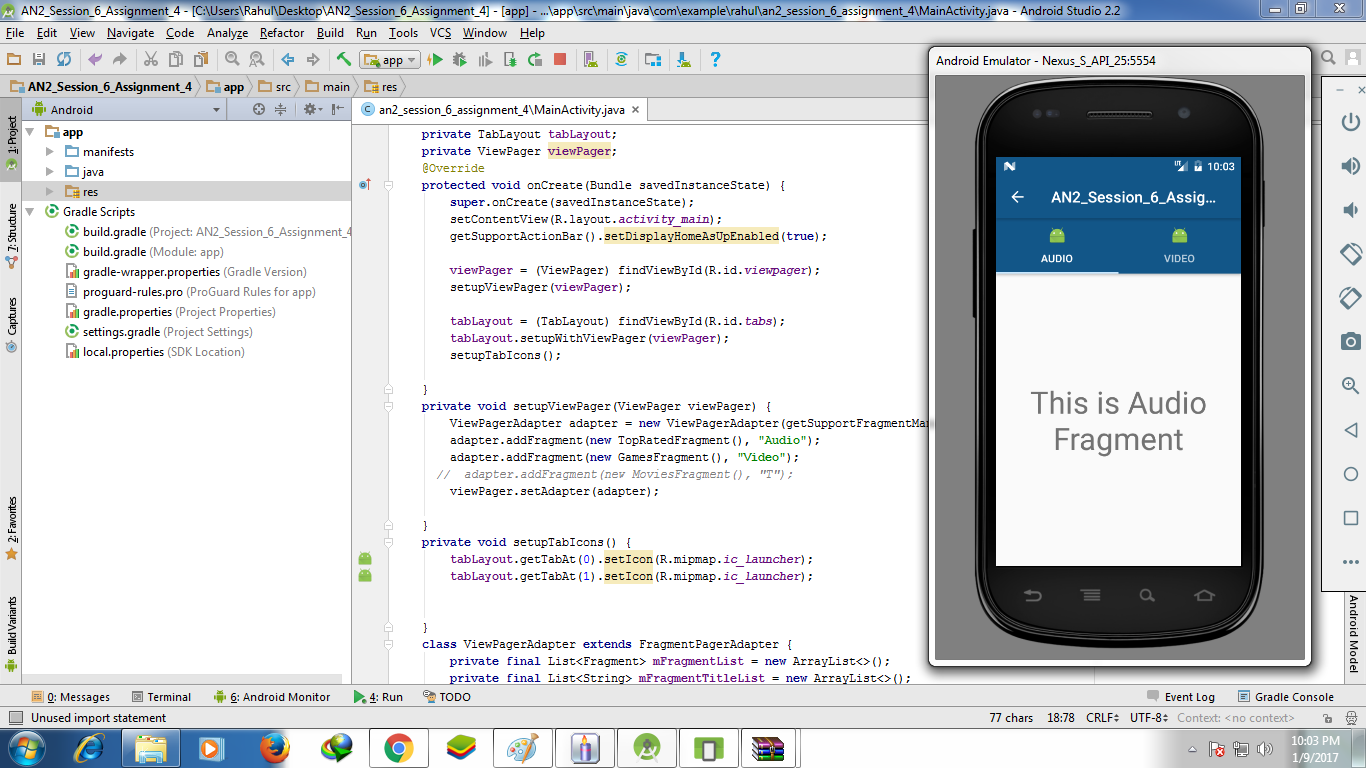 AN2_Session_6_Assignment_4 - [C:\Users\Rahul\Desktop\AN2_Session_6_Assignment_4] - [app] - ...\app\src\main\java\com\example\rahul\an2_session_6_assignment_4\MainActivity.java - Android Studio 2.2
File Edit View Navigate Code Analyze Refactor Build Run Tools VCS Window Help
app
AN2_Session_6_Assignment_4 app src main res
Android
an2_session_6_assignment_4\MainActivity.java
1: Project
7: Structure
Captures
2: Favorites
Build Variants
app
manifests
java
res
Gradle Scripts
build.gradle (Project: AN2_Session_6_Assignment_4
build.gradle (Module: app)
gradle-wrapper.properties (Gradle Version)
proguard-rules.pro (ProGuard Rules for app)
gradle.properties (Project Properties)
settings.gradle (Project Settings)
local.properties (SDK Location)
private TabLayout tabLayout;
private ViewPager viewPager;
@Override
protected void onCreate(Bundle savedInstanceState) {
super.onCreate(savedInstanceState);
setContentView(R.layout.activity_main);
getSupportActionBar().setDisplayHomeAsUpEnabled(true);
viewPager = (ViewPager) findViewById(R.id.viewpager);
setupViewPager(viewPager);
tabLayout = (TabLayout) findViewById(R.id.tabs);
tabLayout.setupWithViewPager(viewPager);
setupTabIcons();
}
private void setupViewPager(ViewPager viewPager) {
ViewPagerAdapter adapter = new ViewPagerAdapter(getSupportFragmentMa
adapter.addFragment(new TopRatedFragment(), "Audio");
adapter.addFragment(new GamesFragment(), "Video");
// adapter.addFragment(new MoviesFragment(), "T");
viewPager.setAdapter(adapter);
}
private void setupTabIcons() {
tabLayout.getTabAt(0).setIcon(R.mipmap.ic_launcher);
tabLayout.getTabAt(1).setIcon(R.mipmap.ic_launcher);
}
class ViewPagerAdapter extends FragmentPagerAdapter {
private final List<Fragment> mFragmentList = new ArrayList<>();
private final List<String> mFragmentTitleList = new ArrayList<>();
Android Emulator - Nexus_S_API_25:5554
10:03
AN2_Session_6_Assig...
AUDIO VIDEO
This is Audio
Fragment
Android Model
0: Messages Terminal 6: Android Monitor 4: Run TODO Event Log Gradle Console
Unused import statement 77 chars 18:78 CRLF UTF-8 Context: <no context>
10:03 PM
1/9/2017